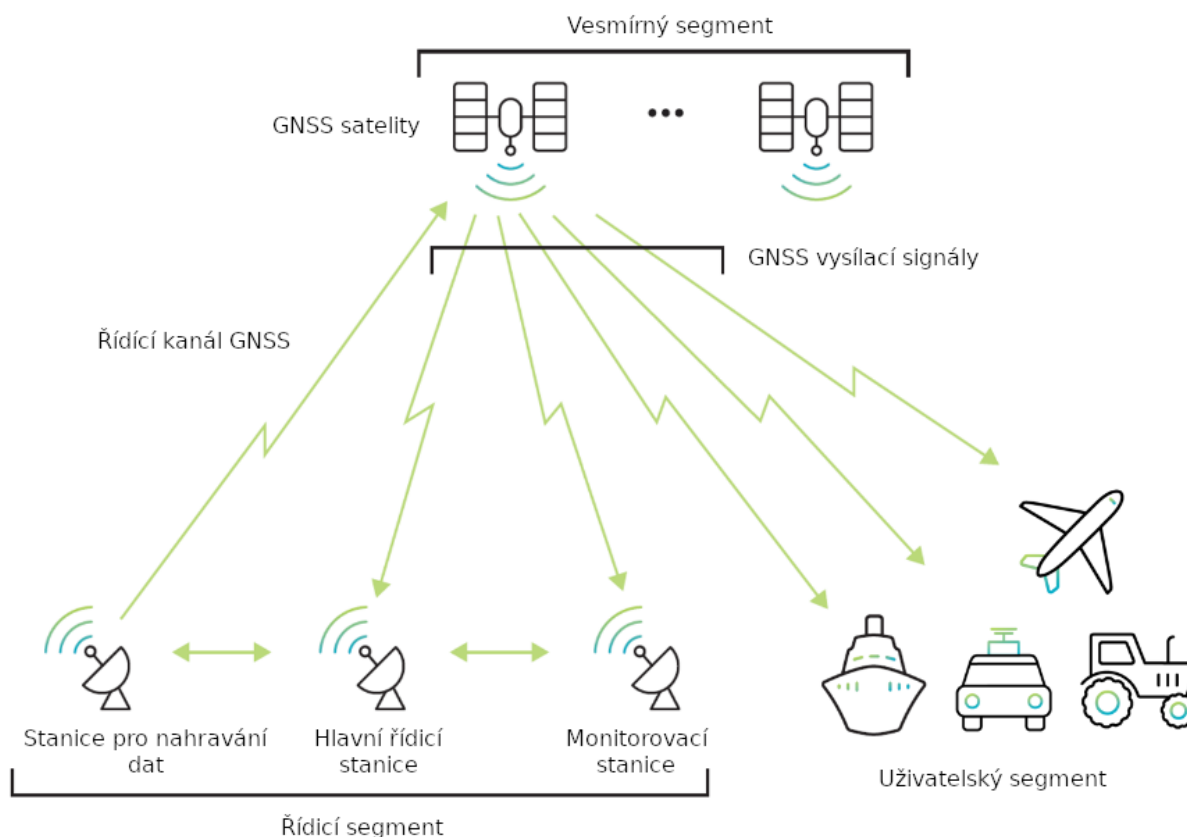 Vesmírný segment
GNSS satelity
GNSS vysílací signály
Řídící kanál GNSS
Stanice pro nahravání
dat
Hlavní řídicí
stanice
Monitorovací
stanice
Uživatelský segment
Řídicí segment